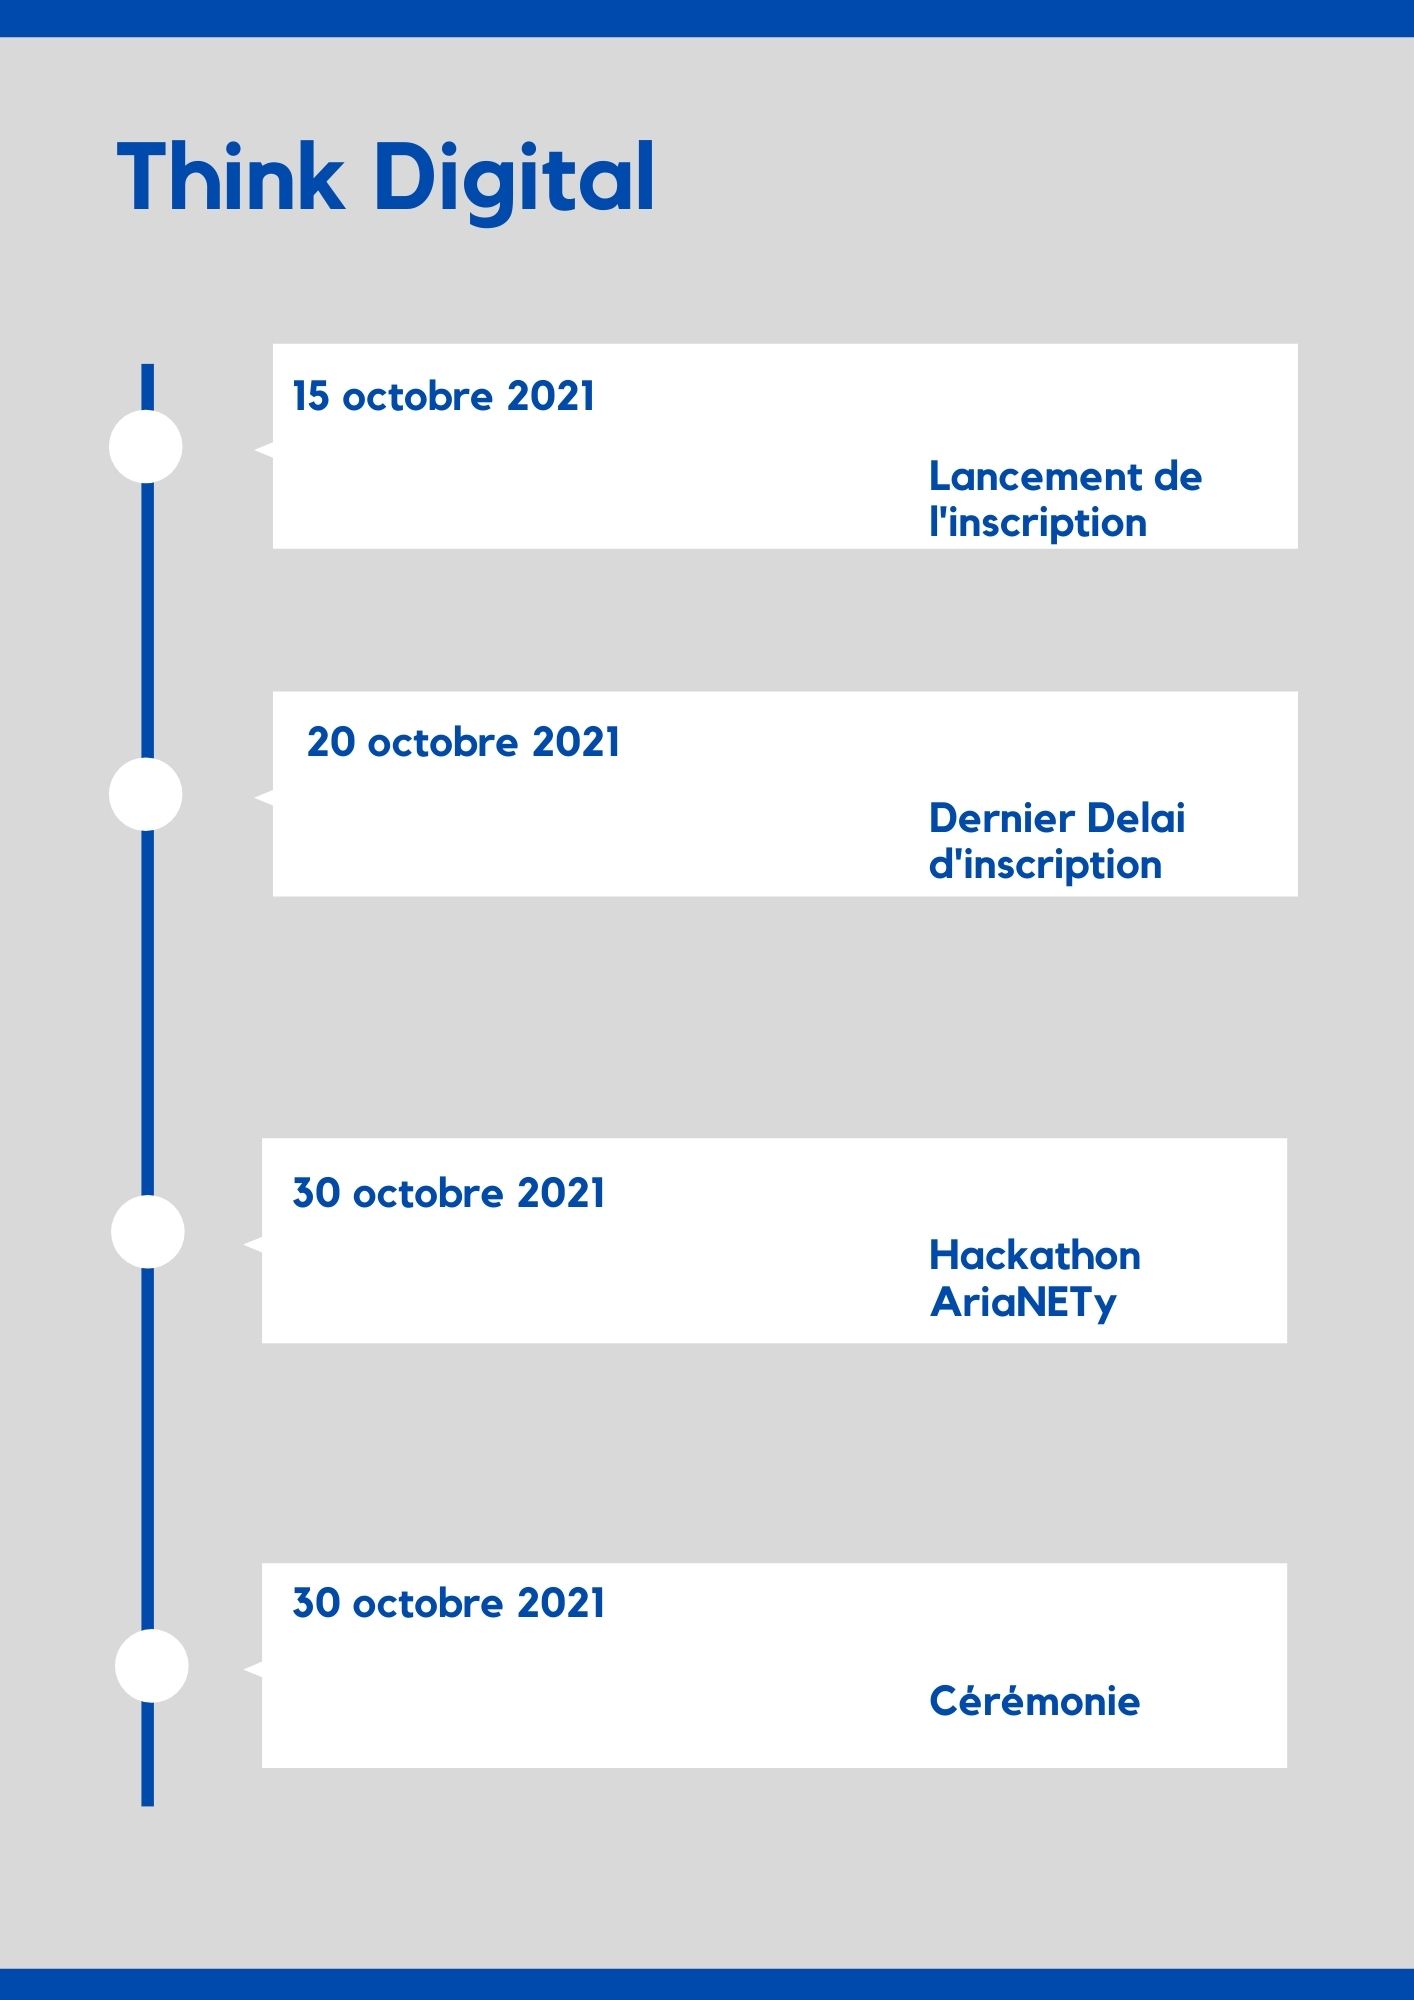 Think Digital
15 octobre 2021
Lancement de
l'inscription
20 octobre 2021
Dernier Delai
d'inscription
30 octobre 2021
Hackathon
AriaNETy
30 octobre 2021
Cérémonie